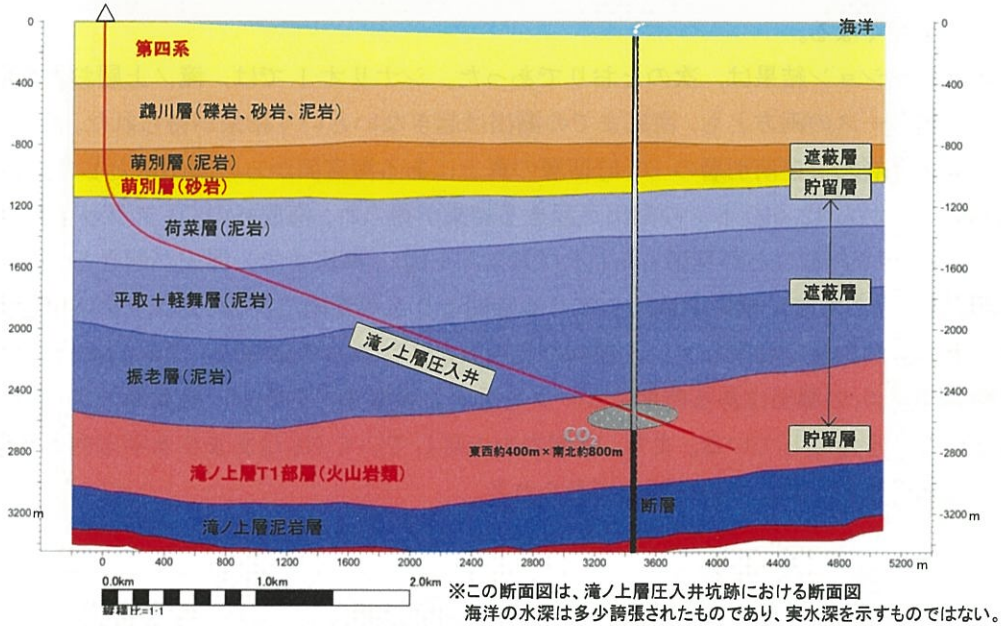 0
-400
-800
-1200
-1600
-2000
-2400
-2800
-3200 m
海洋
第四系
鵡川層(礫岩、砂岩、泥岩)
萌別層(泥岩)
遮蔽層
萌別層(砂岩)
貯留層
荷菜層(泥岩)
平取+軽舞層(泥岩)
遮蔽層
滝ノ上層圧入井
振老層(泥岩)
CO₂
東西約400m×南北約800m
貯留層
滝ノ上層T1部層(火山岩類)
断層
滝ノ上層泥岩層
0
-400
-800
-1200
-1600
-2000
-2400
-2800
-3200 m
0 400 800 1200 1600 2000 2400 2800 3200 3600 4000 4400 4800 5200 m
0.0km 1.0km 2.0km
縦横比=1:1
※この断面図は、滝ノ上層圧入井坑跡における断面図
海洋の水深は多少誇張されたものであり、実水深を示すものではない。